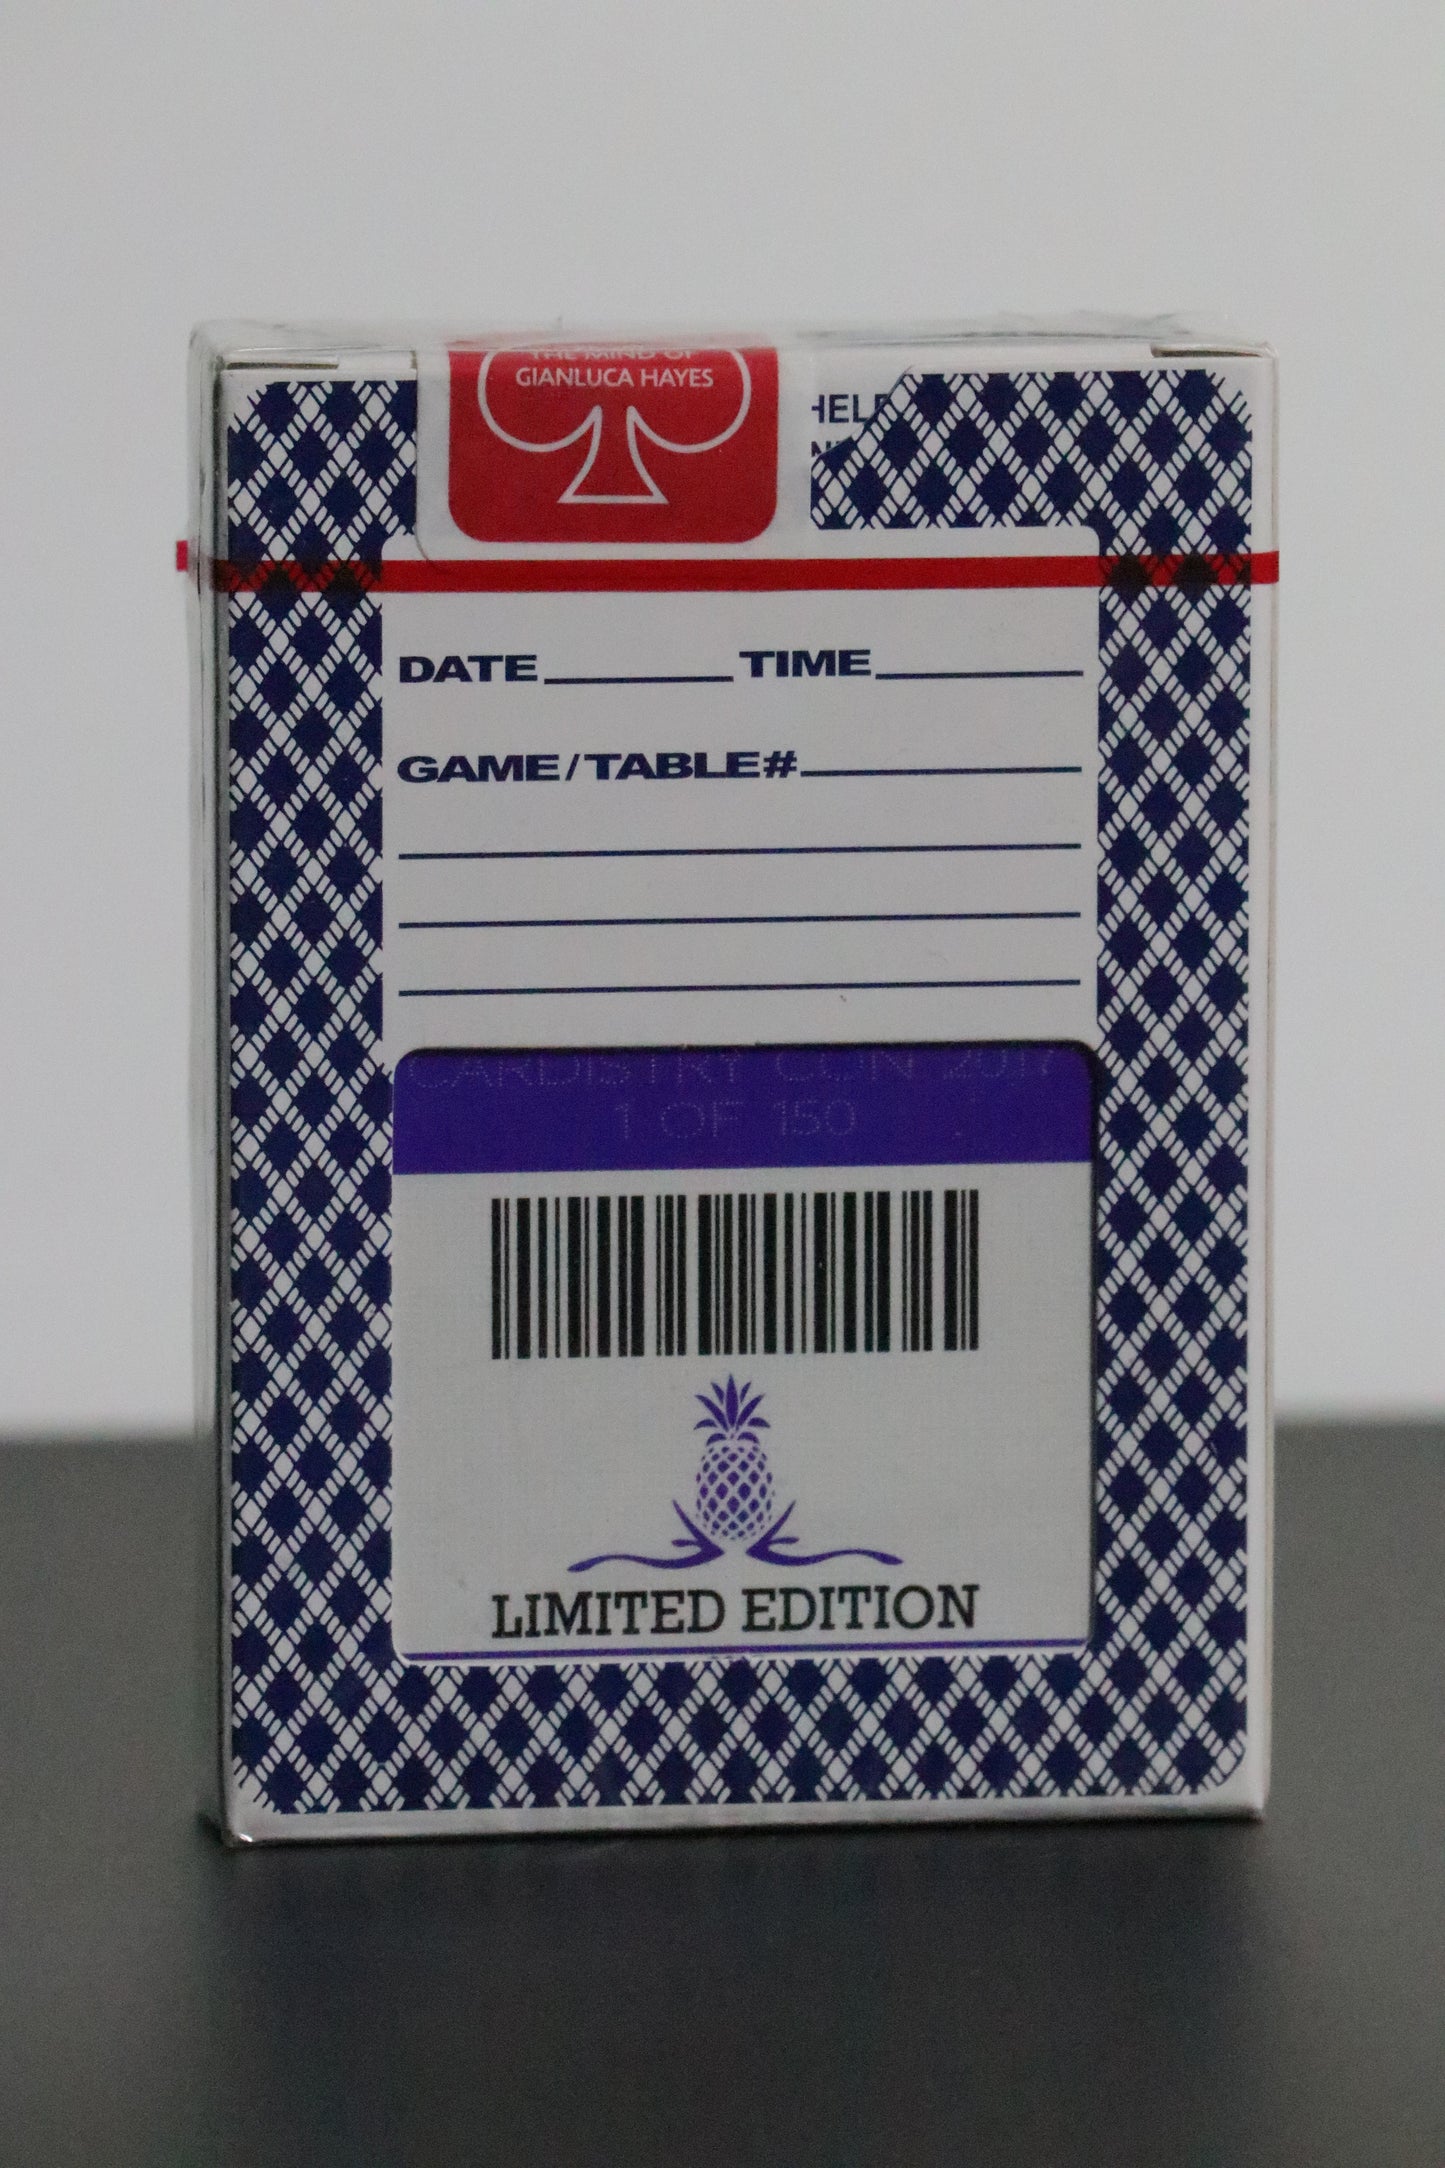 THE MIND OF
GIANLUCA HAYES
DATE TIME
GAME/TABLE#
CARDISTRY CON 2017
1 OF 150
LIMITED EDITION